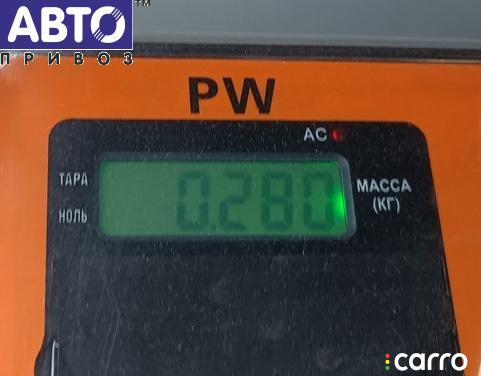 АВТО™
ПРИВОЗ
PW
AC
ТАРА
НОЛЬ
0.280
МАССА
(КГ)
carro